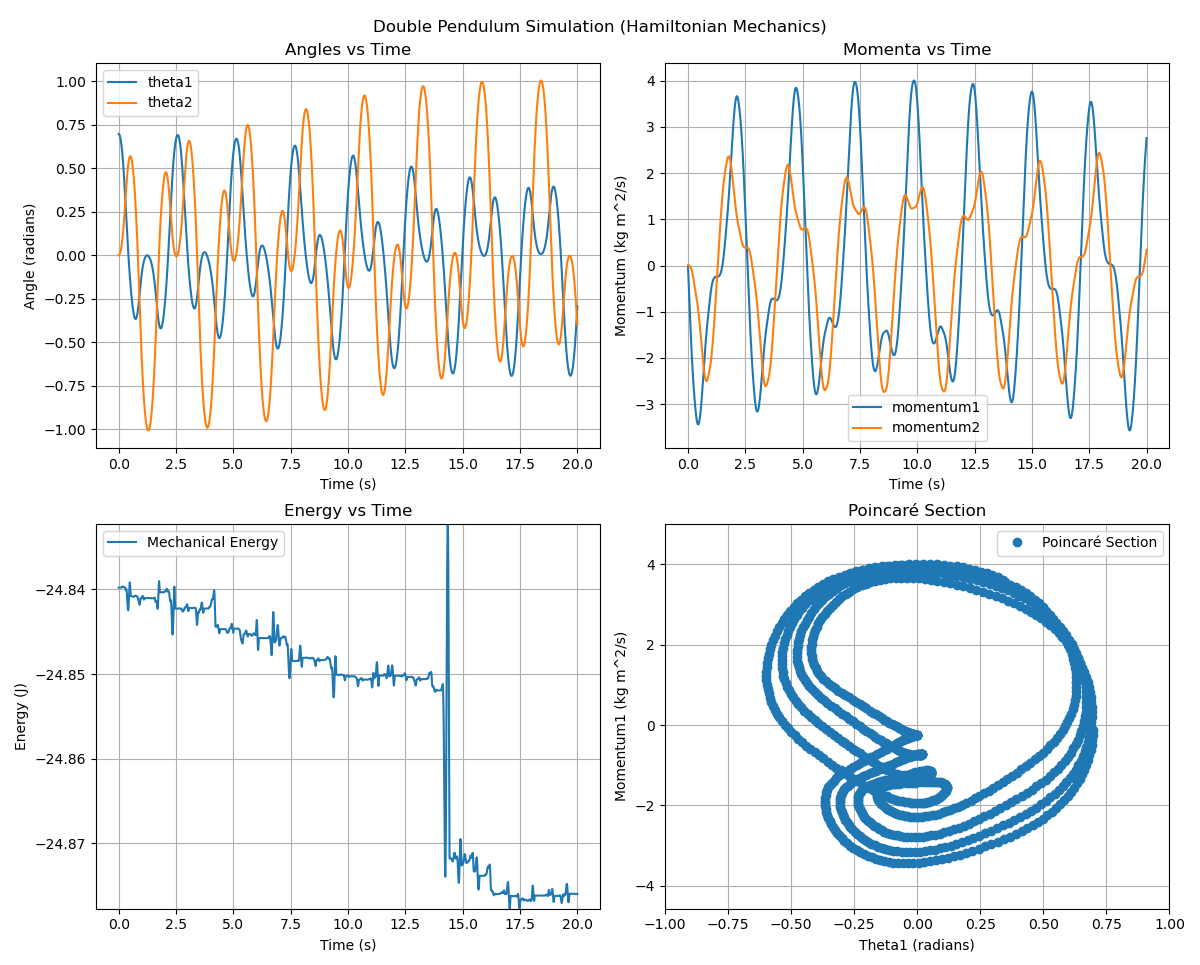 Double Pendulum Simulation (Hamiltonian Mechanics)
Angles vs Time
theta1
theta2
1.00
0.75
0.50
0.25
0.00
−0.25
−0.50
−0.75
−1.00
Angle (radians)
0.0 2.5 5.0 7.5 10.0 12.5 15.0 17.5 20.0
Time (s)
Momenta vs Time
4
3
2
1
0
−1
−2
−3
Momentum (kg m^2/s)
momentum1
momentum2
0.0 2.5 5.0 7.5 10.0 12.5 15.0 17.5 20.0
Time (s)
Energy vs Time
Mechanical Energy
−24.84
−24.85
−24.86
−24.87
Energy (J)
0.0 2.5 5.0 7.5 10.0 12.5 15.0 17.5 20.0
Time (s)
Poincaré Section
Poincaré Section
4
2
0
−2
−4
Momentum1 (kg m^2/s)
−1.00 −0.75 −0.50 −0.25 0.00 0.25 0.50 0.75 1.00
Theta1 (radians)